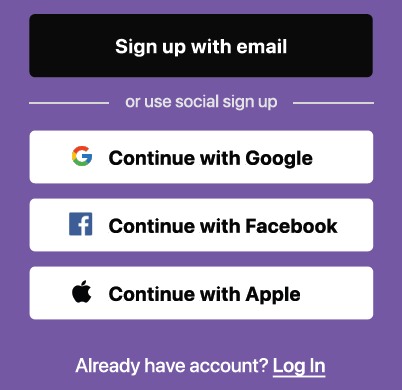 Sign up with email
or use social sign up
Continue with Google
Continue with Facebook
Continue with Apple
Already have account? Log In